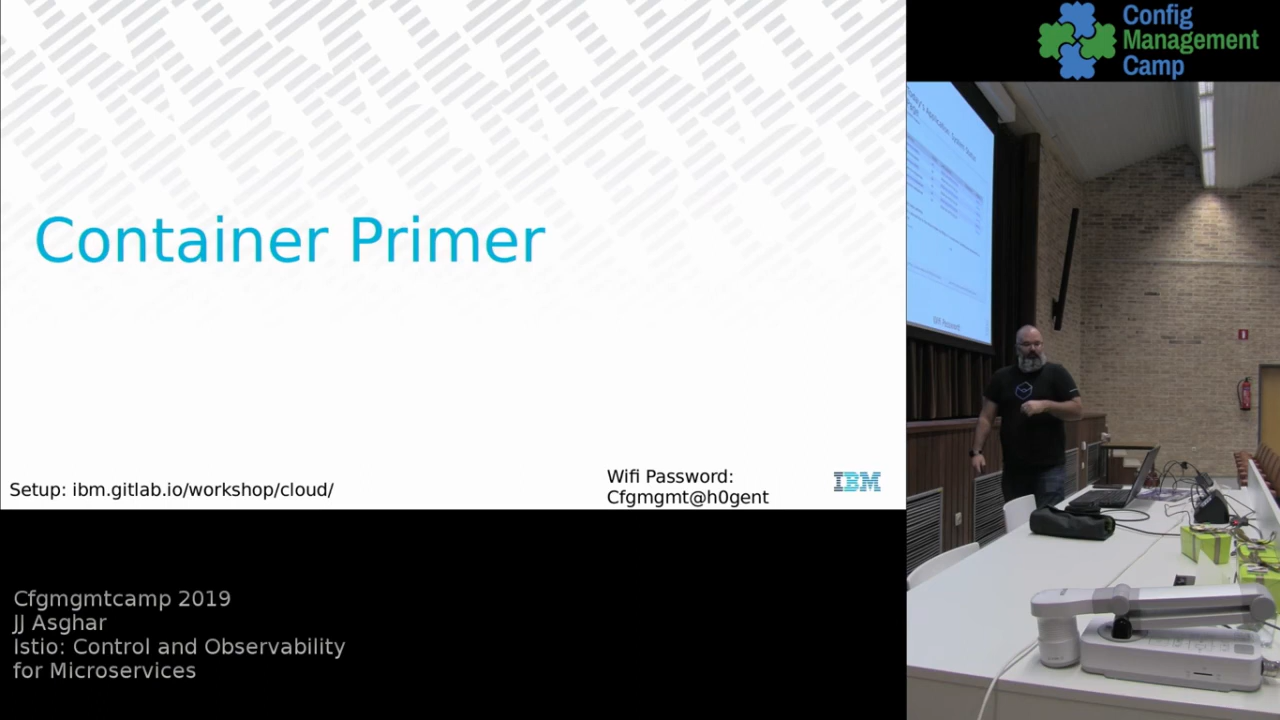 Container Primer
Setup: ibm.gitlab.io/workshop/cloud/
Wifi Password:
Cfgmgmt@h0gent
IBM
Config
Management
Camp
Cfgmgmtcamp 2019
JJ Asghar
Istio: Control and Observability
for Microservices